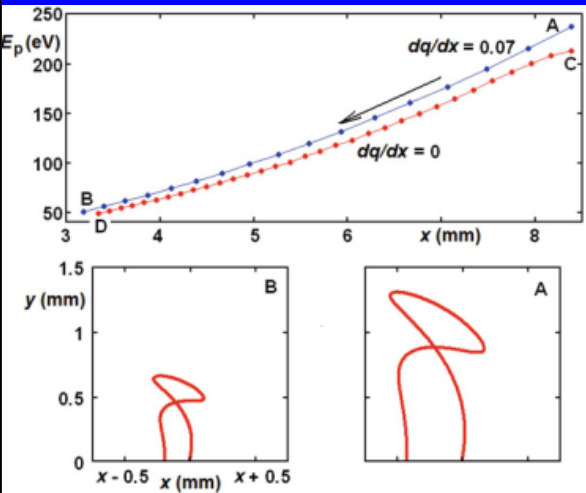 250
A
E_p (eV)
dq/dx = 0.07
200
C
150
dq/dx = 0
100
B
50
D
3 4 5 6 x (mm) 8
1.5
B
A
y (mm)
1
0.5
0
x - 0.5 x (mm) x + 0.5